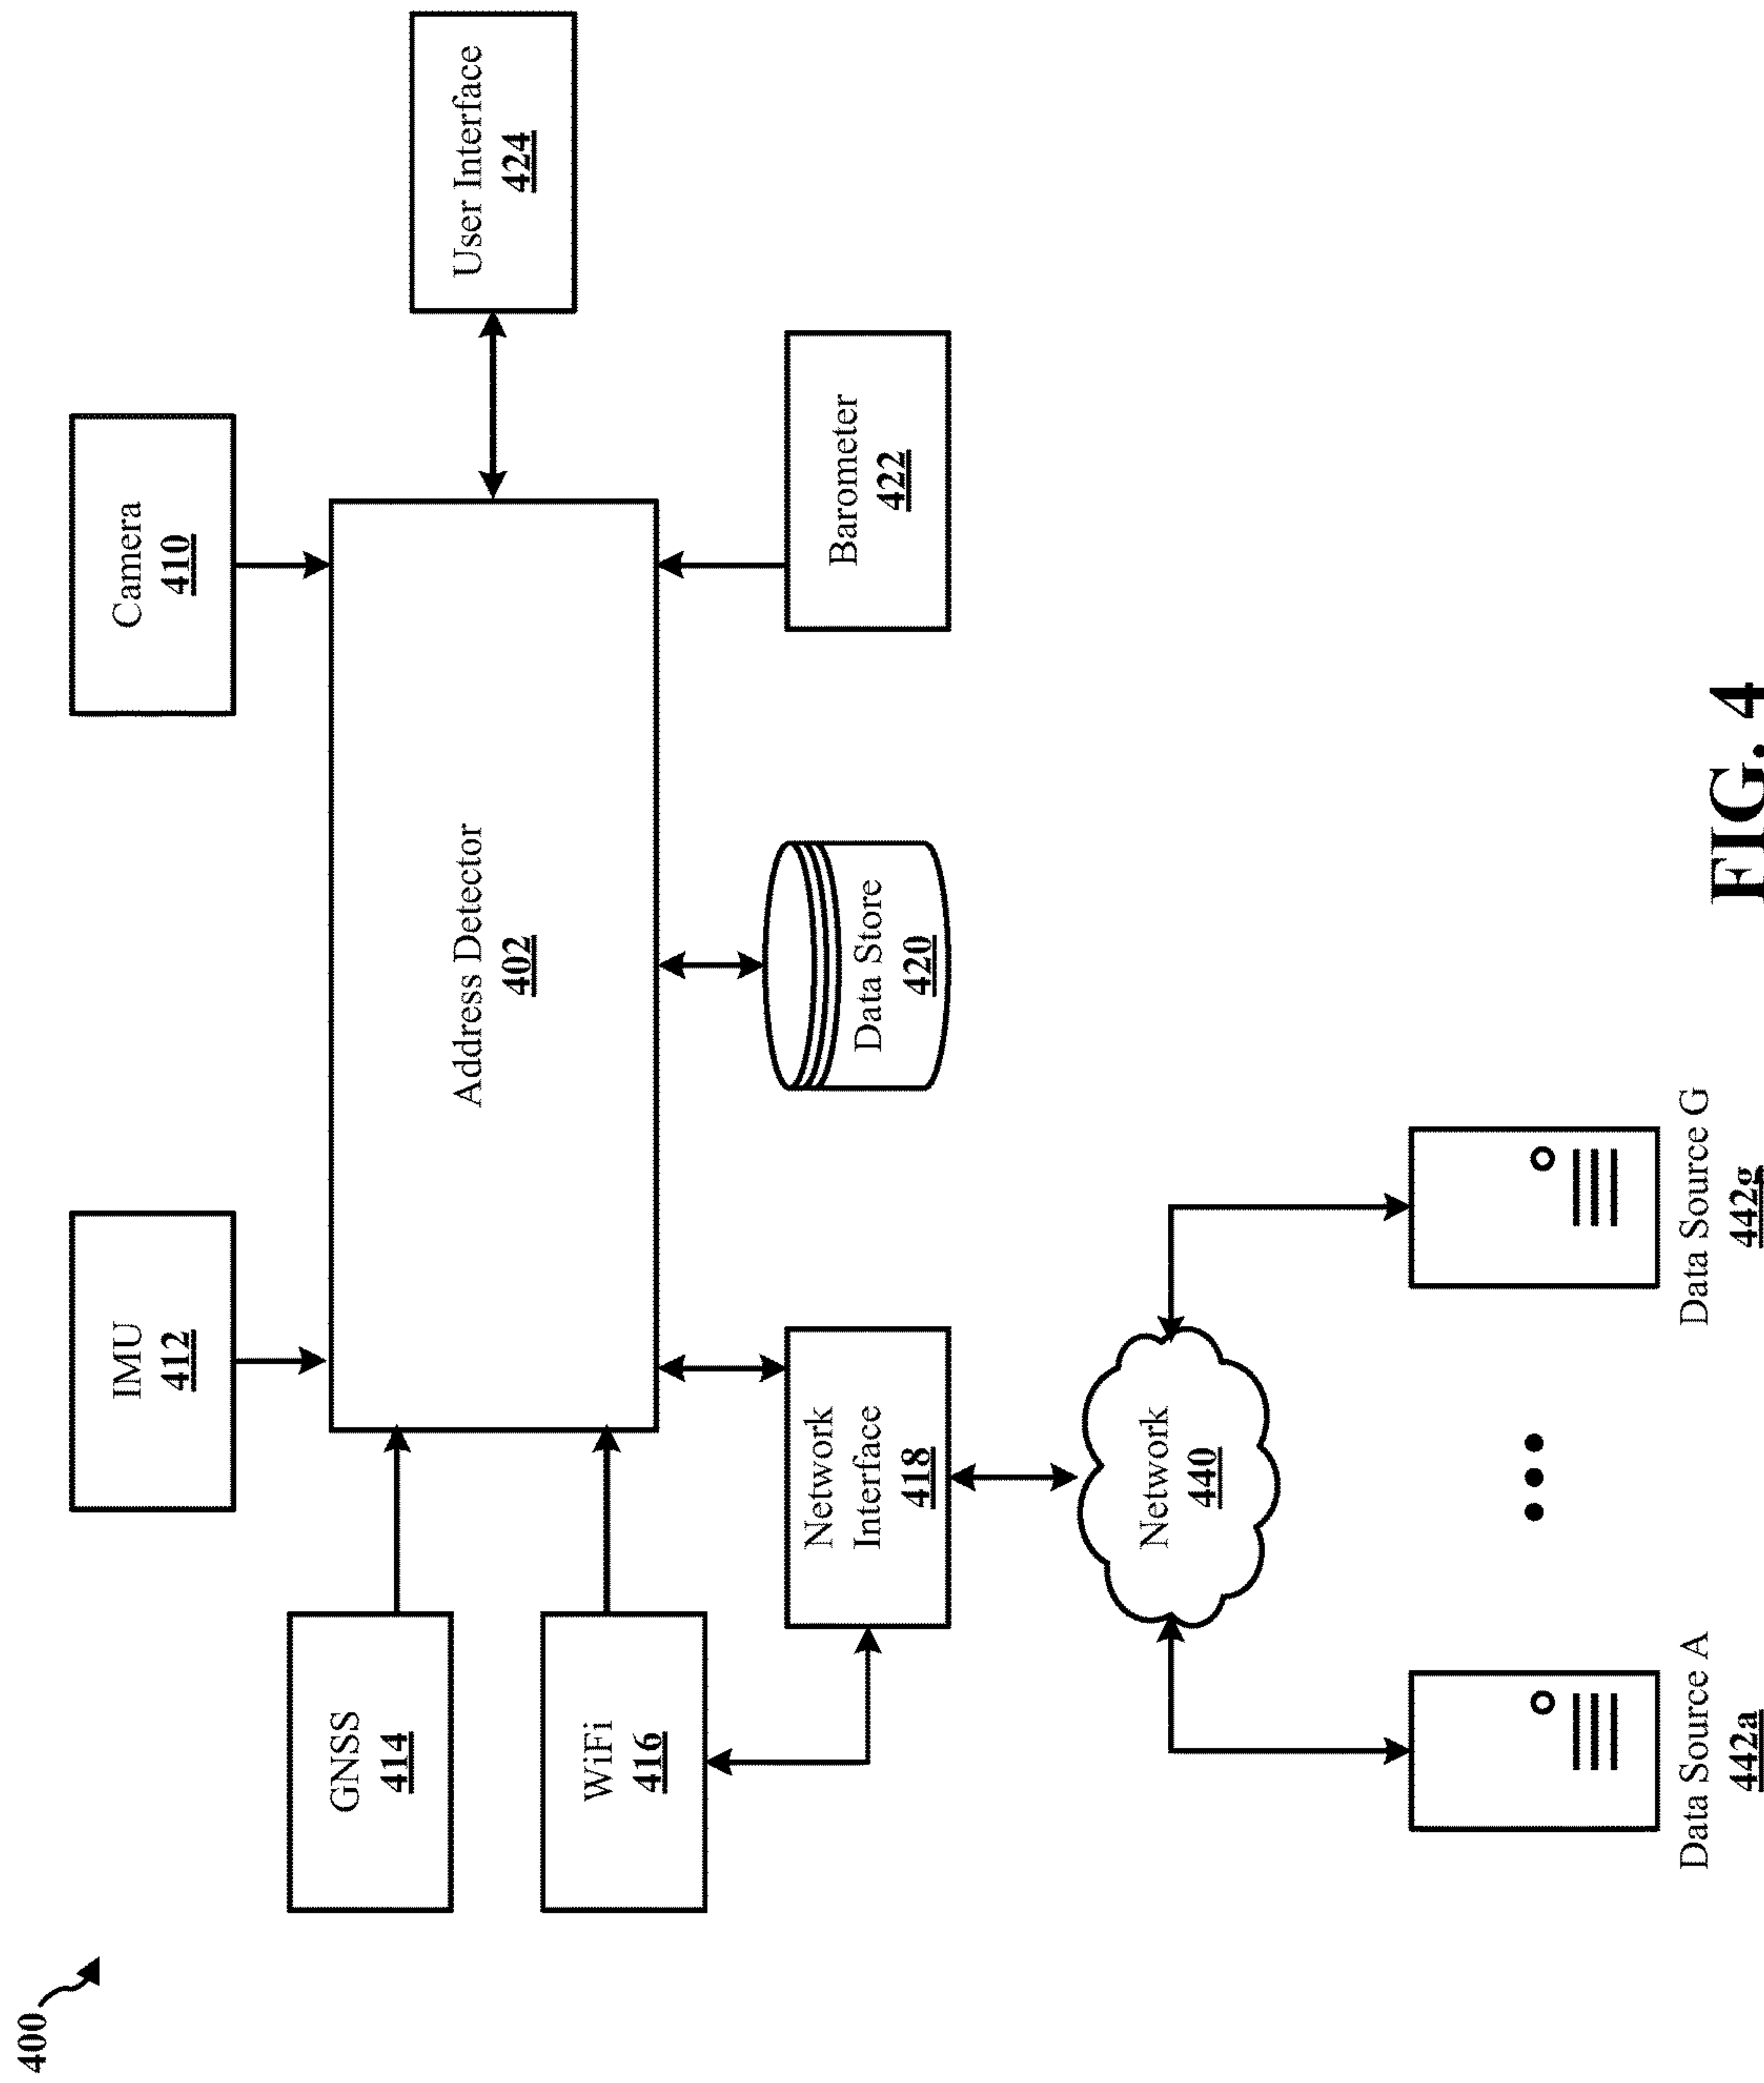 400
IMU
412
Camera
410
GNSS
414
Address Detector
402
User Interface
424
WiFi
416
Network
Interface
418
Data Store
420
Barometer
422
Network
440
Data Source A
442a
Data Source G
442g
FIG. 4